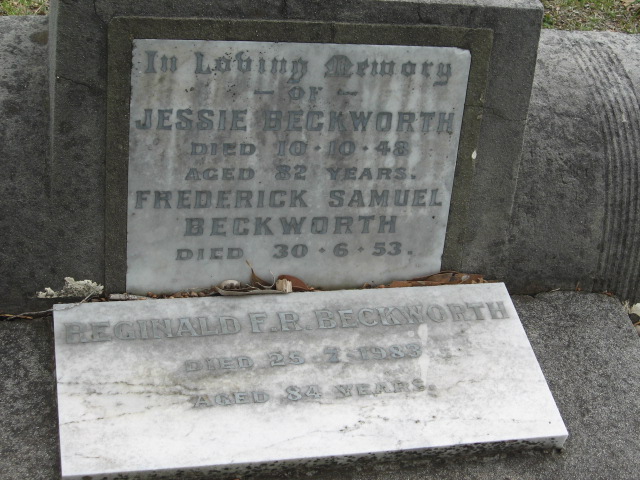 In Loving Memory
— OF —
JESSIE BECKWORTH
DIED 10·10·48
AGED 82 YEARS.
FREDERICK SAMUEL
BECKWORTH
DIED 30·6·53.
REGINALD F.R. BECKWORTH
DIED
AGED 84 YEARS.